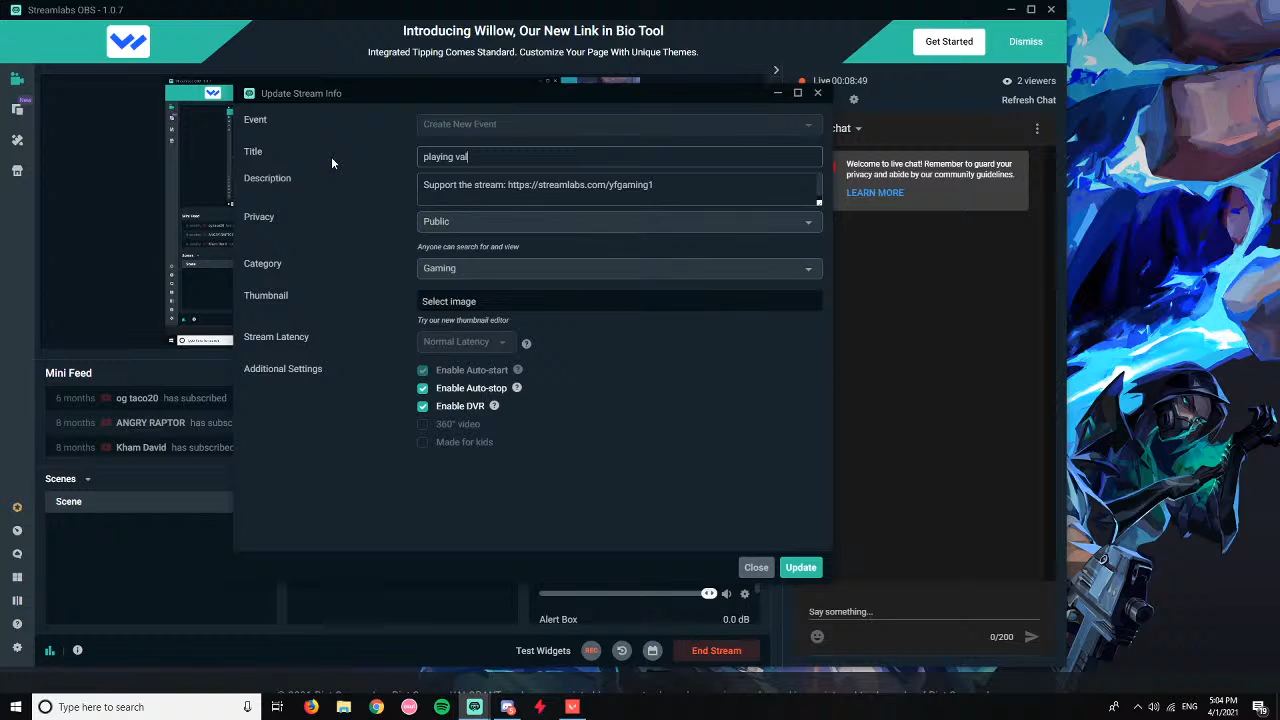 Streamlabs OBS - 1.0.7
Introducing Willow, Our New Link in Bio Tool
Integrated Tipping Comes Standard. Customize Your Page With Unique Themes.
Get Started
Dismiss
Live 00:08:49
2 viewers
Refresh Chat
New
Update Stream Info
Event
Create New Event
Title
playing val
Description
Support the stream: https://streamlabs.com/yfgaming1
Privacy
Public
Anyone can search for and view
Category
Gaming
Thumbnail
Select image
Try our new thumbnail editor
Stream Latency
Normal Latency
Additional Settings
Enable Auto-start
Enable Auto-stop
Enable DVR
360° video
Made for kids
Close
Update
chat
Welcome to live chat! Remember to guard your
privacy and abide by our community guidelines.
LEARN MORE
Mini Feed
6 months og taco20 has subscribed
8 months ANGRY RAPTOR has subsc
8 months Kham David has subscribed
Scenes
Scene
Alert Box
0.0 dB
Say something...
0/200
Test Widgets
REC
End Stream
Type here to search
osu!
5:04 PM
4/1/2021